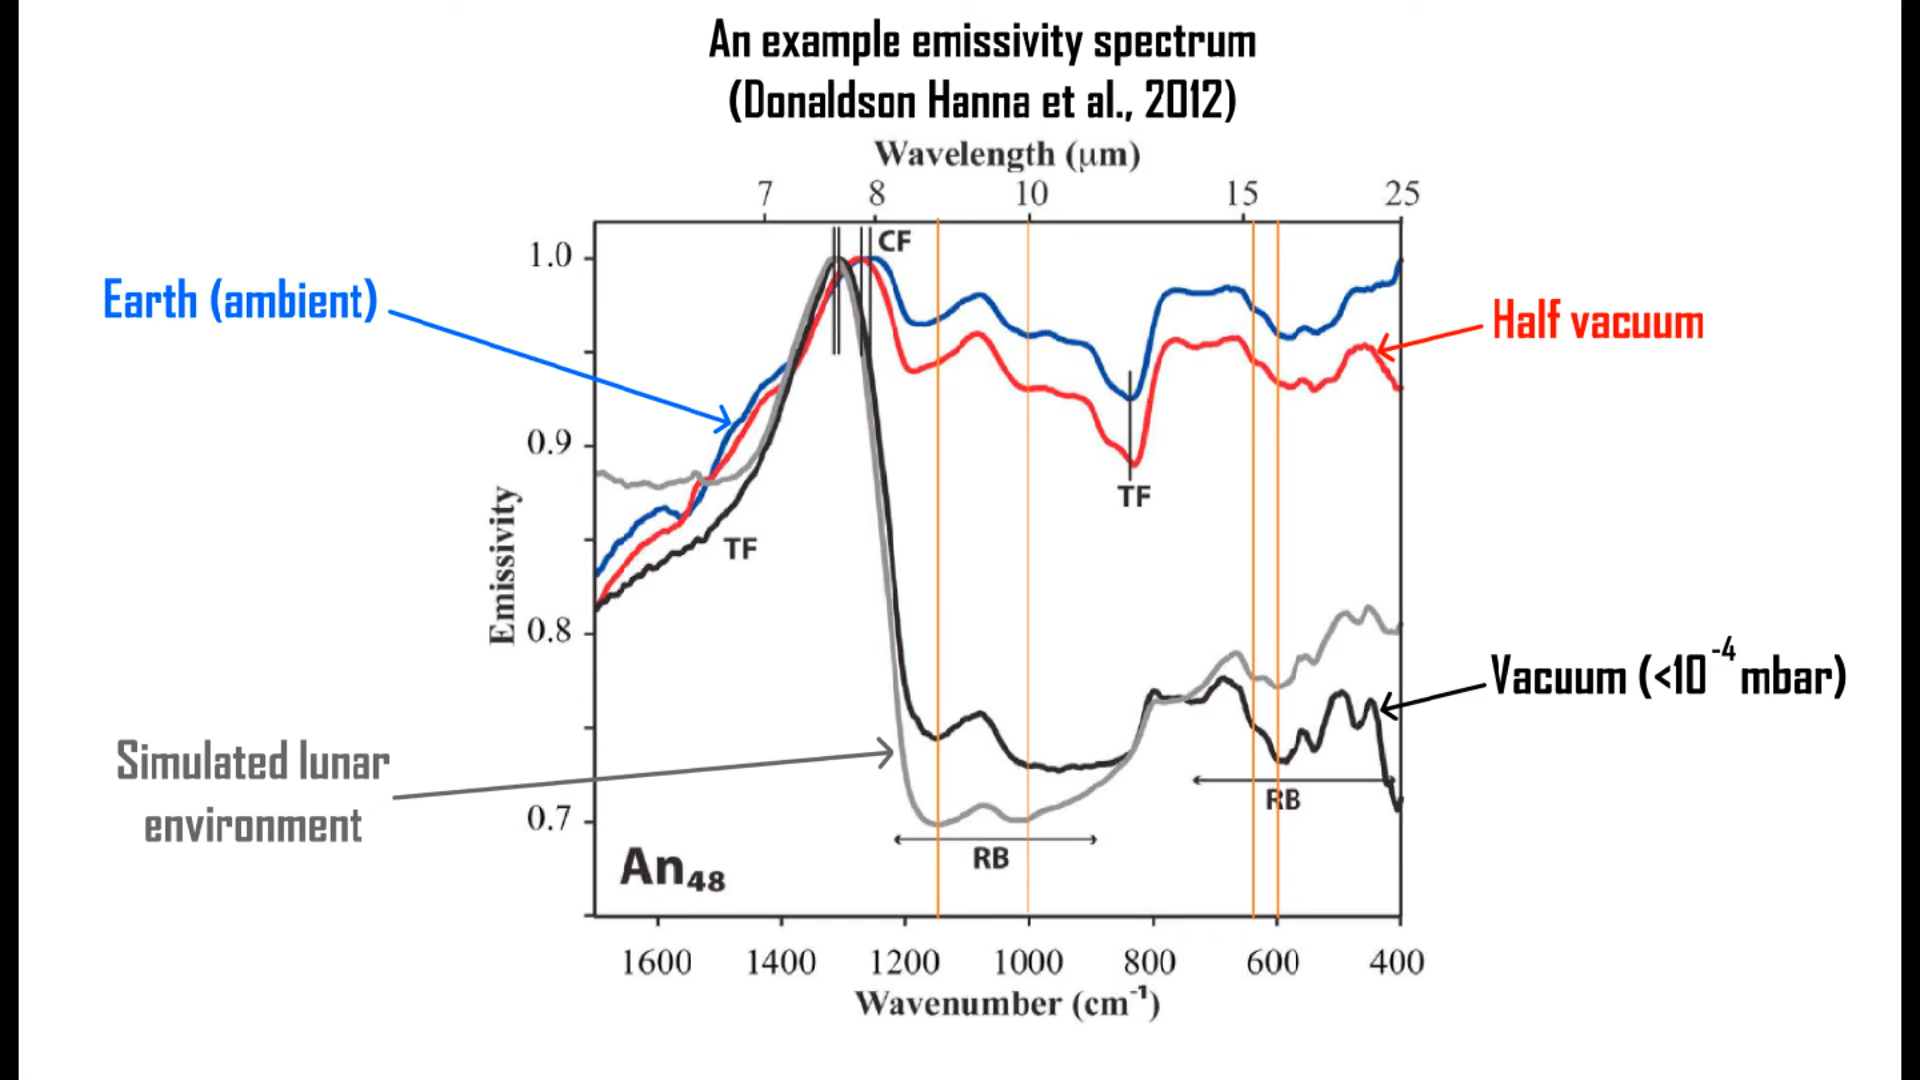 An example emissivity spectrum
(Donaldson Hanna et al., 2012)
Wavelength (μm)
7 8 10 15 25
CF
1.0
0.9
0.8
0.7
Emissivity
Earth (ambient)
Half vacuum
TF
TF
Vacuum (<10⁻⁴ mbar)
Simulated lunar
environment
RB
RB
An₄₈
1600 1400 1200 1000 800 600 400
Wavenumber (cm⁻¹)